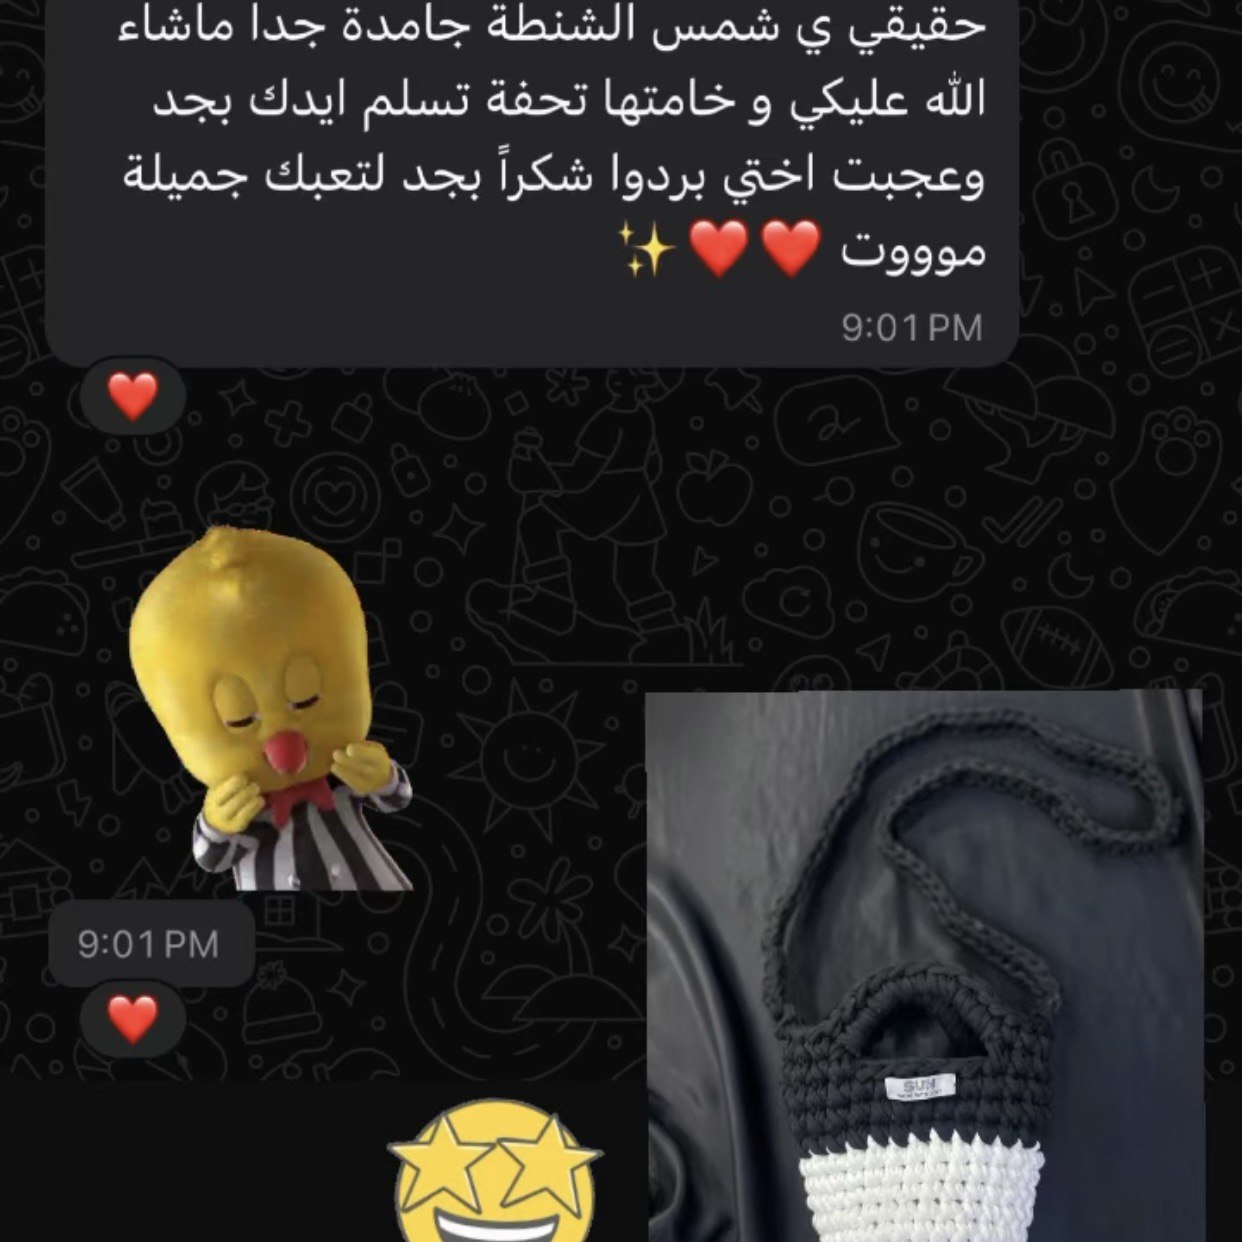 حقيقي ي شمس الشنطة جامدة جدا ماشاء
الله عليكي و خامتها تحفة تسلم ايدك بجد
وعجبت اختي بردوا شكراً بجد لتعبك جميلة
موووت ❤️❤️✨
9:01 PM
9:01 PM
SUN